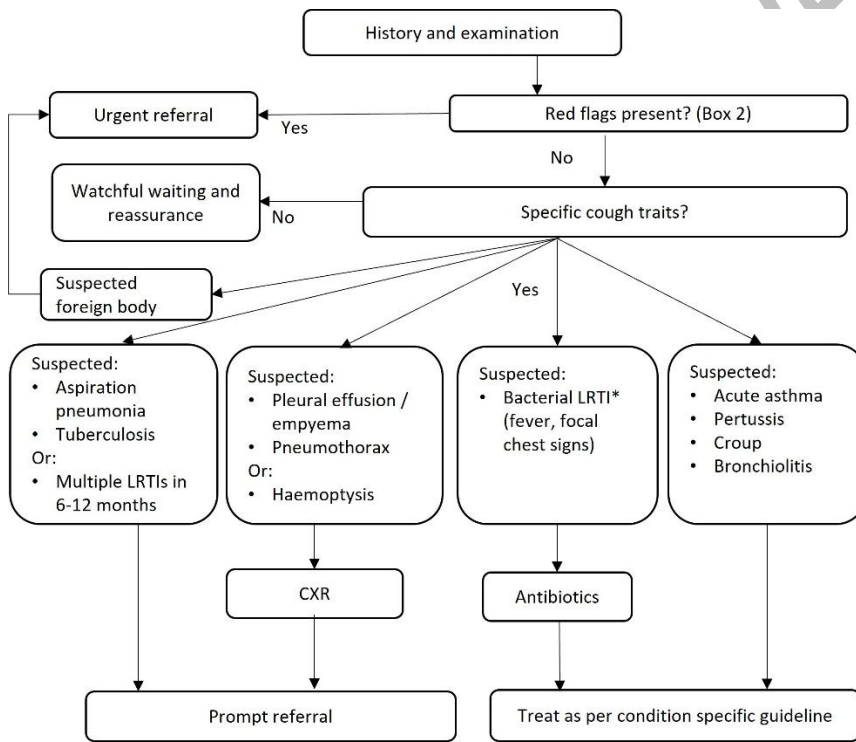 History and examination
Urgent referral
Yes
Red flags present? (Box 2)
No
Watchful waiting and
reassurance
No
Specific cough traits?
Suspected
foreign body
Yes
Suspected:
• Aspiration
pneumonia
• Tuberculosis
Or:
• Multiple LRTIs in
6-12 months
Suspected:
• Pleural effusion /
empyema
• Pneumothorax
Or:
• Haemoptysis
Suspected:
• Bacterial LRTI*
(fever, focal
chest signs)
Suspected:
• Acute asthma
• Pertussis
• Croup
• Bronchiolitis
CXR
Antibiotics
Prompt referral
Treat as per condition specific guideline